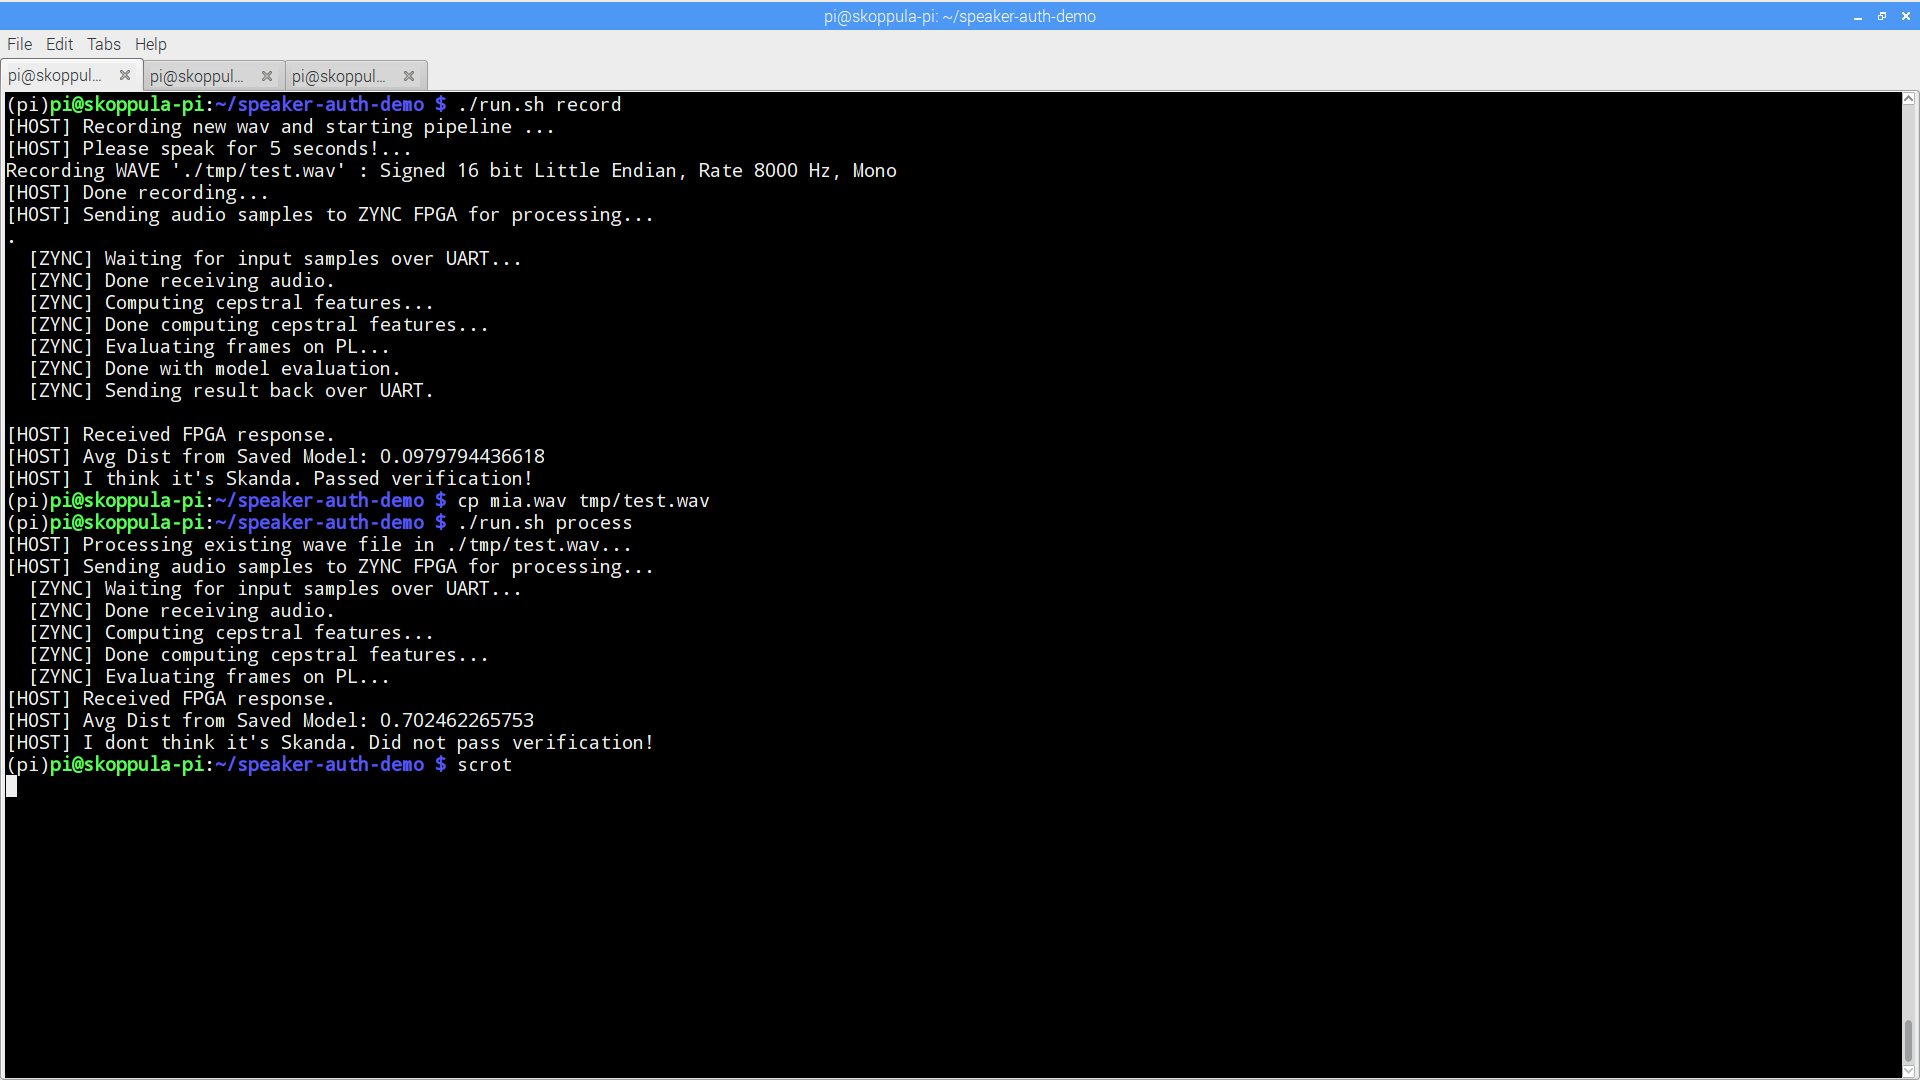 pi@skoppula-pi: ~/speaker-auth-demo
File Edit Tabs Help
pi@skoppul... pi@skoppul... pi@skoppul...
(pi)pi@skoppula-pi:~/speaker-auth-demo $ ./run.sh record
[HOST] Recording new wav and starting pipeline ...
[HOST] Please speak for 5 seconds!...
Recording WAVE './tmp/test.wav' : Signed 16 bit Little Endian, Rate 8000 Hz, Mono
[HOST] Done recording...
[HOST] Sending audio samples to ZYNC FPGA for processing...
.
[ZYNC] Waiting for input samples over UART...
[ZYNC] Done receiving audio.
[ZYNC] Computing cepstral features...
[ZYNC] Done computing cepstral features...
[ZYNC] Evaluating frames on PL...
[ZYNC] Done with model evaluation.
[ZYNC] Sending result back over UART.
[HOST] Received FPGA response.
[HOST] Avg Dist from Saved Model: 0.0979794436618
[HOST] I think it's Skanda. Passed verification!
(pi)pi@skoppula-pi:~/speaker-auth-demo $ cp mia.wav tmp/test.wav
(pi)pi@skoppula-pi:~/speaker-auth-demo $ ./run.sh process
[HOST] Processing existing wave file in ./tmp/test.wav...
[HOST] Sending audio samples to ZYNC FPGA for processing...
[ZYNC] Waiting for input samples over UART...
[ZYNC] Done receiving audio.
[ZYNC] Computing cepstral features...
[ZYNC] Done computing cepstral features...
[ZYNC] Evaluating frames on PL...
[HOST] Received FPGA response.
[HOST] Avg Dist from Saved Model: 0.702462265753
[HOST] I dont think it's Skanda. Did not pass verification!
(pi)pi@skoppula-pi:~/speaker-auth-demo $ scrot